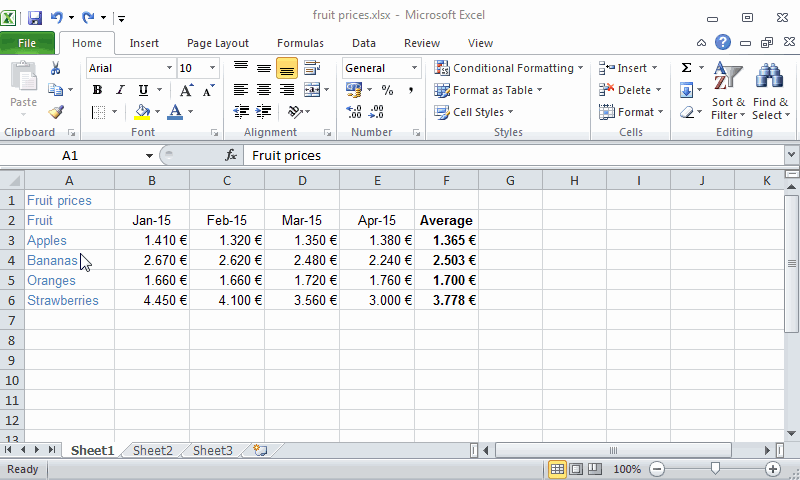 fruit prices.xlsx - Microsoft Excel
File Home Insert Page Layout Formulas Data Review View
Paste
Arial 10
B I U A A
A
General
% ,
Conditional Formatting
Format as Table
Cell Styles
Insert
Delete
Format
Σ
Sort & Filter
Find & Select
Clipboard Font Alignment Number Styles Cells Editing
A1 fx Fruit prices
A B C D E F G H I J K
1 Fruit prices
2 Fruit Jan-15 Feb-15 Mar-15 Apr-15 Average
3 Apples 1.410 € 1.320 € 1.350 € 1.380 € 1.365 €
4 Bananas 2.670 € 2.620 € 2.480 € 2.240 € 2.503 €
5 Oranges 1.660 € 1.660 € 1.720 € 1.760 € 1.700 €
6 Strawberries 4.450 € 4.100 € 3.560 € 3.000 € 3.778 €
7
8
9
10
11
12
13
Sheet1 Sheet2 Sheet3
Ready 100%